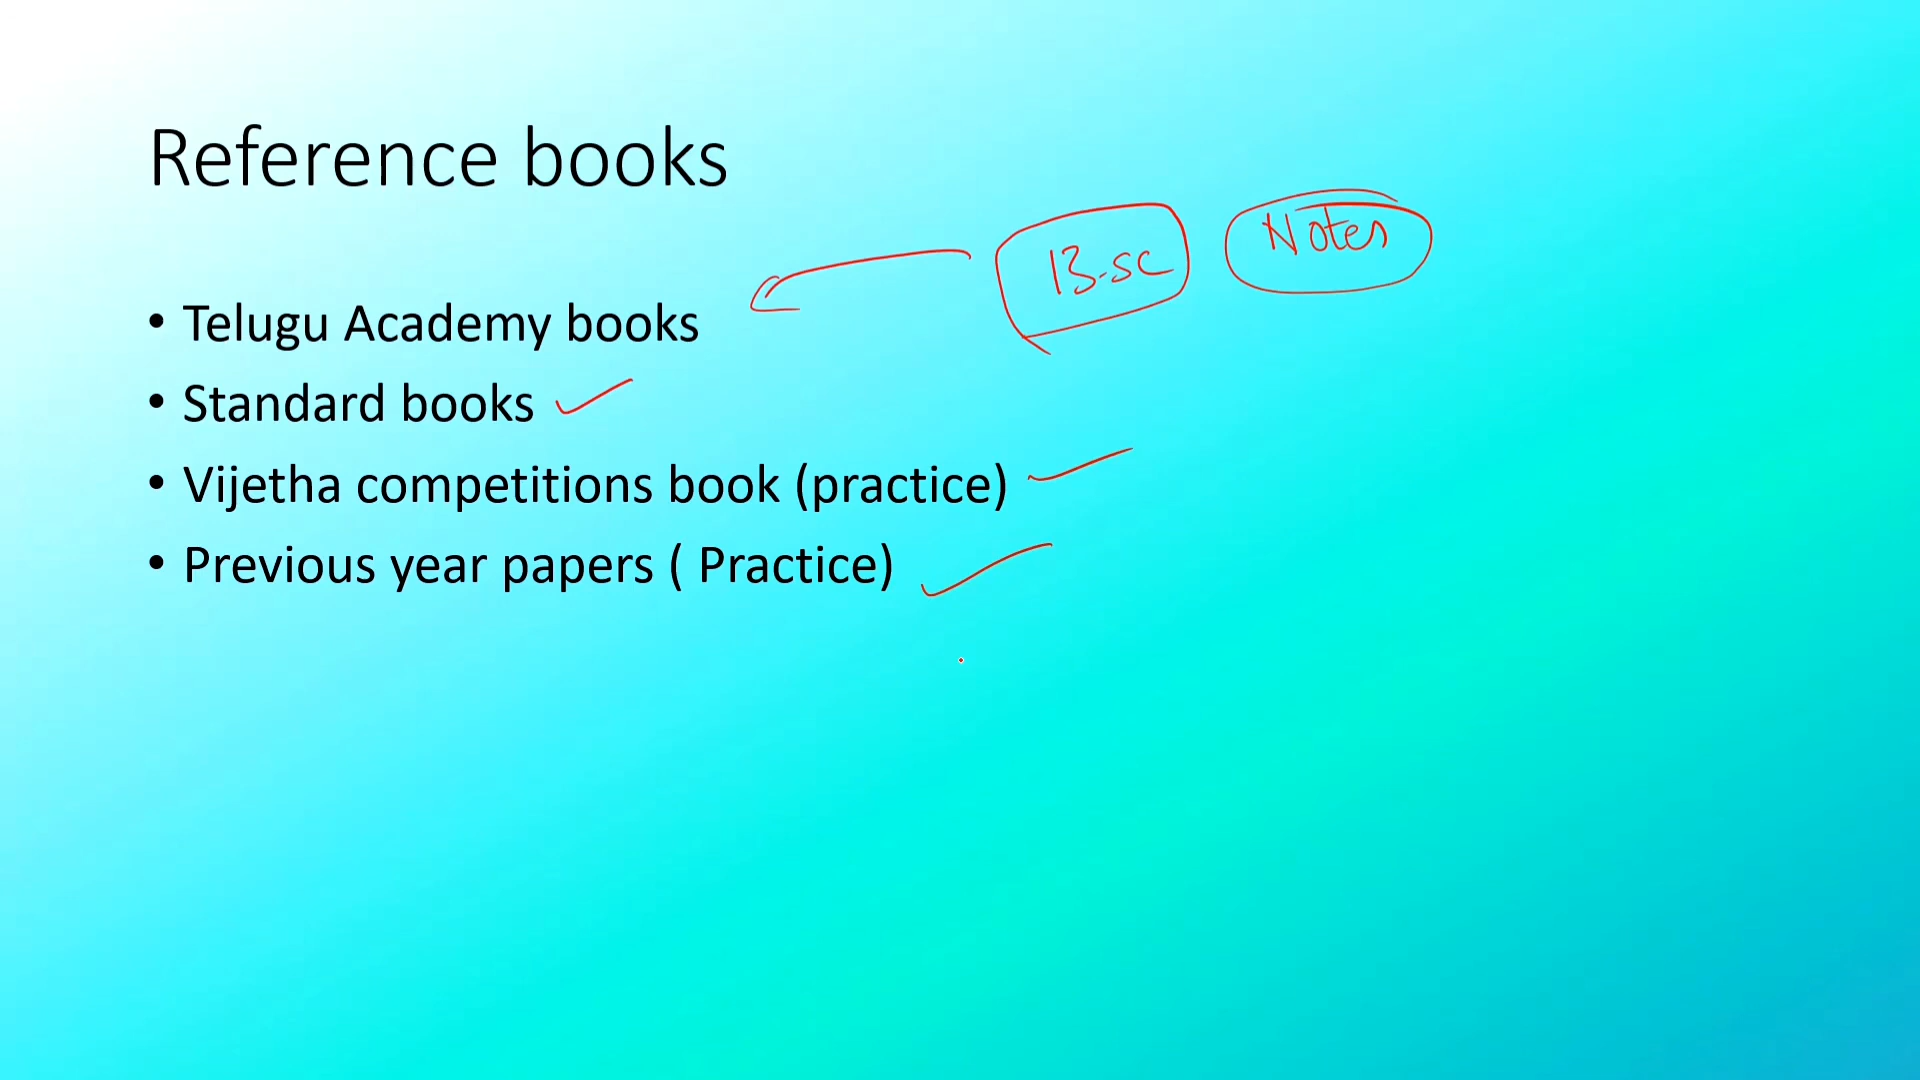 Reference books
B-sc
Notes
• Telugu Academy books
• Standard books
• Vijetha competitions book (practice)
• Previous year papers ( Practice)